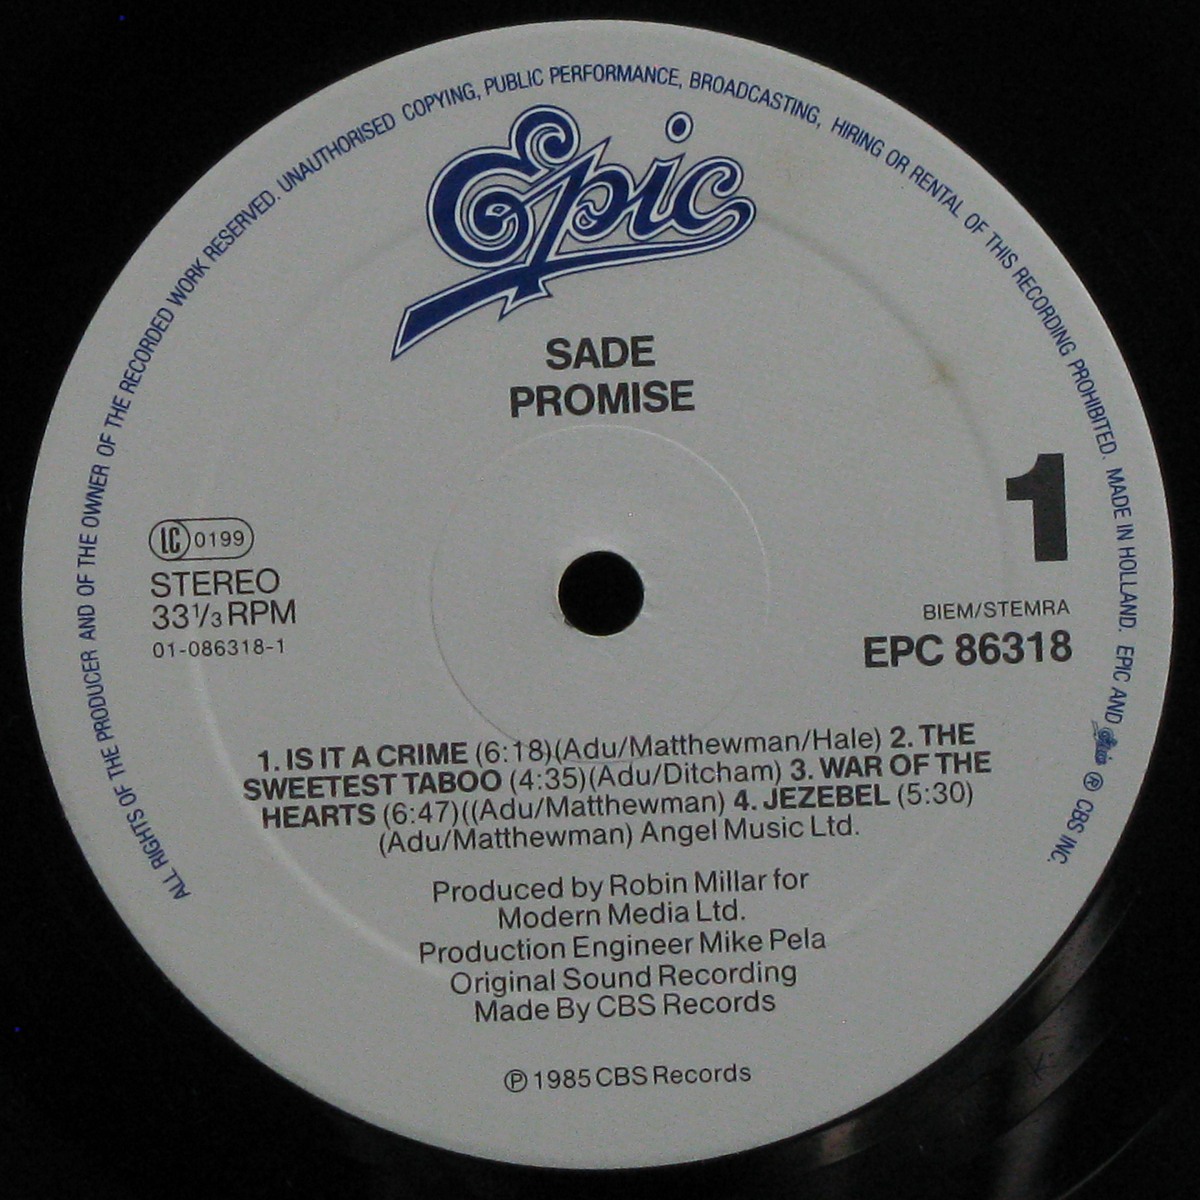 ALL RIGHTS OF THE PRODUCER AND OF THE OWNER OF THE RECORDED WORK RESERVED. UNAUTHORISED COPYING, PUBLIC PERFORMANCE, BROADCASTING, HIRING OR RENTAL OF THIS RECORDING PROHIBITED. MADE IN HOLLAND. EPIC AND Epic ® CBS INC.
Epic
SADE
PROMISE
1
LC 0199
STEREO
33 1/3 RPM
01-086318-1
BIEM/STEMRA
EPC 86318
1. IS IT A CRIME (6:18)(Adu/Matthewman/Hale) 2. THE
SWEETEST TABOO (4:35)(Adu/Ditcham) 3. WAR OF THE
HEARTS (6:47)((Adu/Matthewman) 4. JEZEBEL (5:30)
(Adu/Matthewman) Angel Music Ltd.
Produced by Robin Millar for
Modern Media Ltd.
Production Engineer Mike Pela
Original Sound Recording
Made By CBS Records
℗ 1985 CBS Records